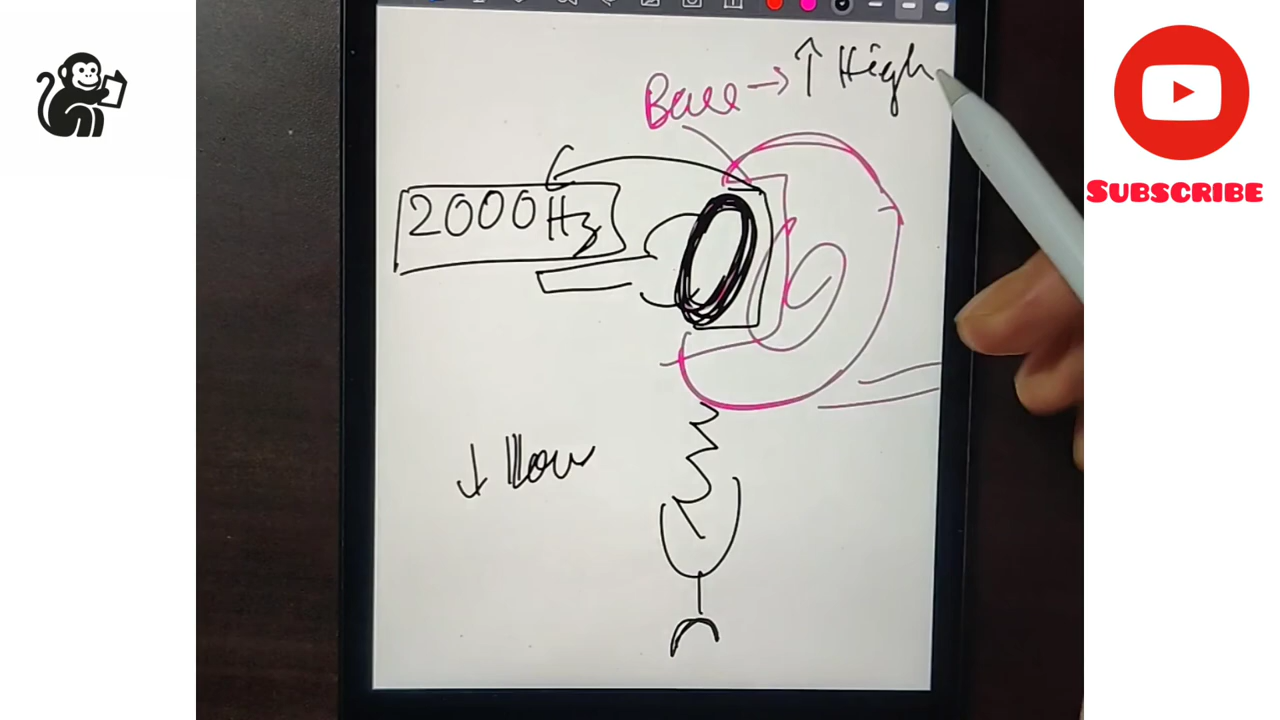 Base → ↑ High
2000Hz
↓ low
SUBSCRIBE